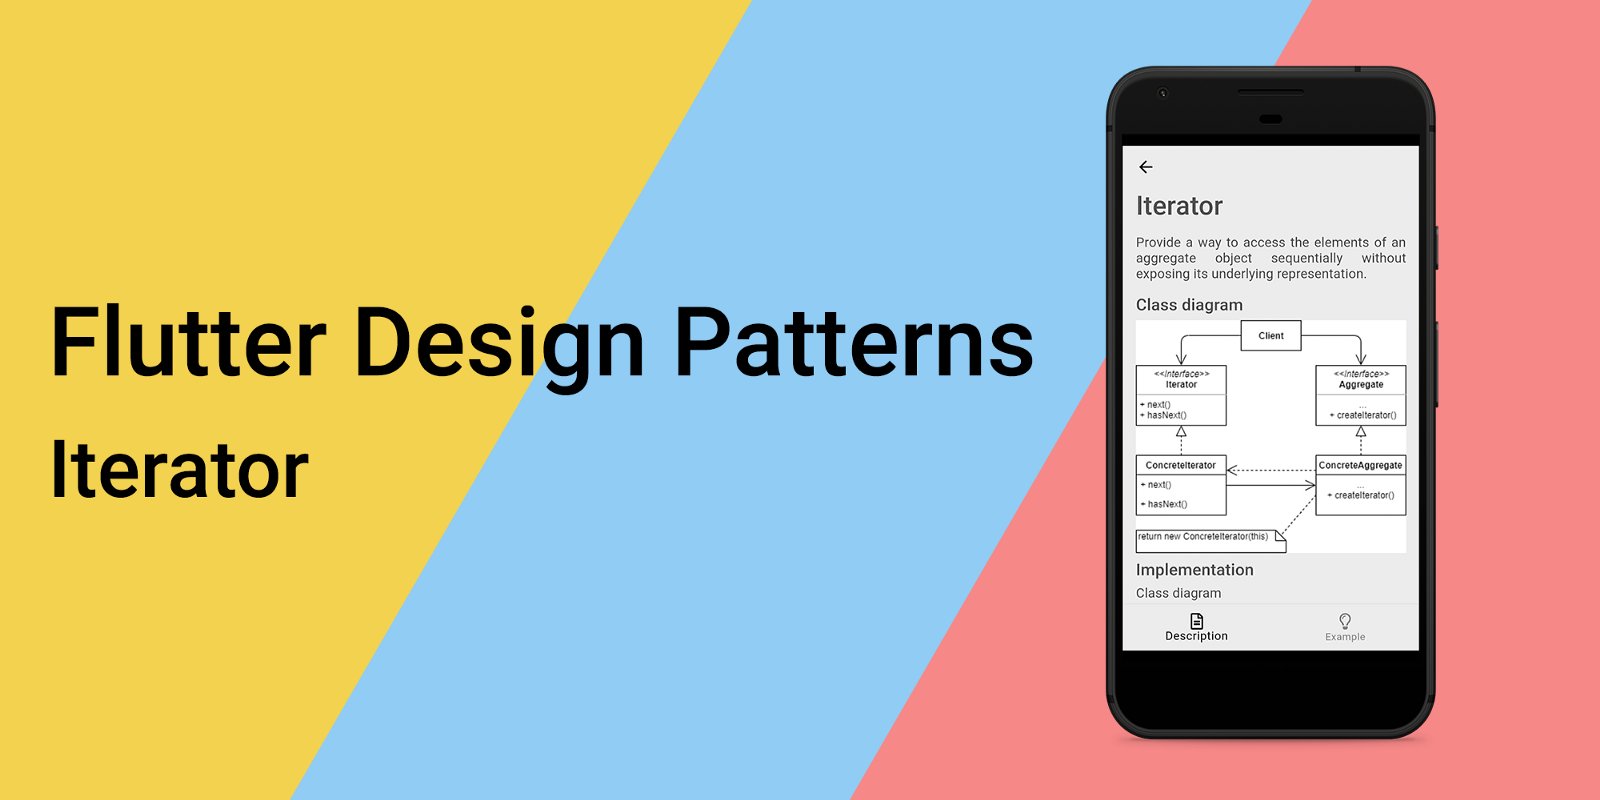 Flutter Design Patterns
Iterator
Iterator
Provide a way to access the elements of an
aggregate object sequentially without
exposing its underlying representation.
Class diagram
Client
<<interface>>
Iterator
+ next()
+ hasNext()
<<interface>>
Aggregate
...
+ createIterator()
ConcreteIterator
+ next()
+ hasNext()
ConcreteAggregate
...
+ createIterator()
return new ConcreteIterator(this)
Implementation
Class diagram
Description
Example